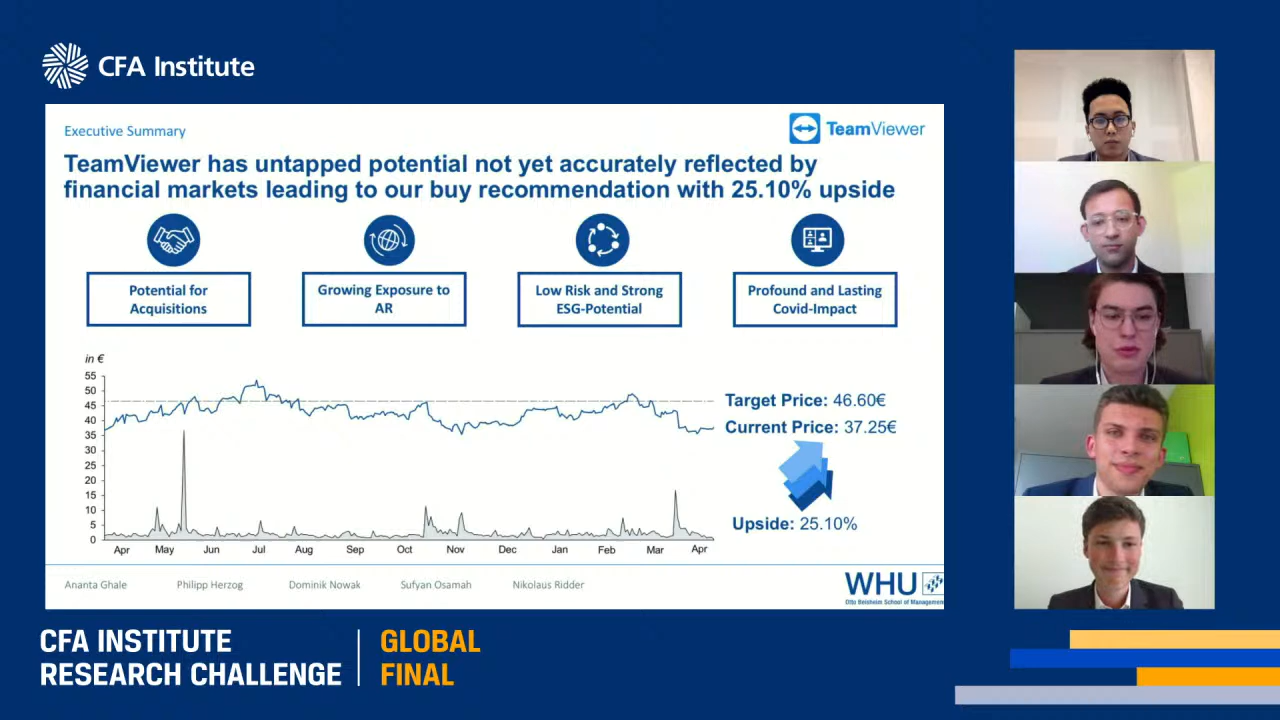 CFA Institute
Executive Summary
TeamViewer
TeamViewer has untapped potential not yet accurately reflected by
financial markets leading to our buy recommendation with 25.10% upside
Potential for
Acquisitions
Growing Exposure to
AR
Low Risk and Strong
ESG-Potential
Profound and Lasting
Covid-Impact
in €
55
50
45
40
35
30
25
20
15
10
5
0
Apr May Jun Jul Aug Sep Oct Nov Dec Jan Feb Mar Apr
Target Price: 46.60€
Current Price: 37.25€
Upside: 25.10%
Ananta Ghale Philipp Herzog Dominik Nowak Sufyan Osamah Nikolaus Ridder
WHU
Otto Beisheim School of Management
CFA INSTITUTE
RESEARCH CHALLENGE
GLOBAL
FINAL